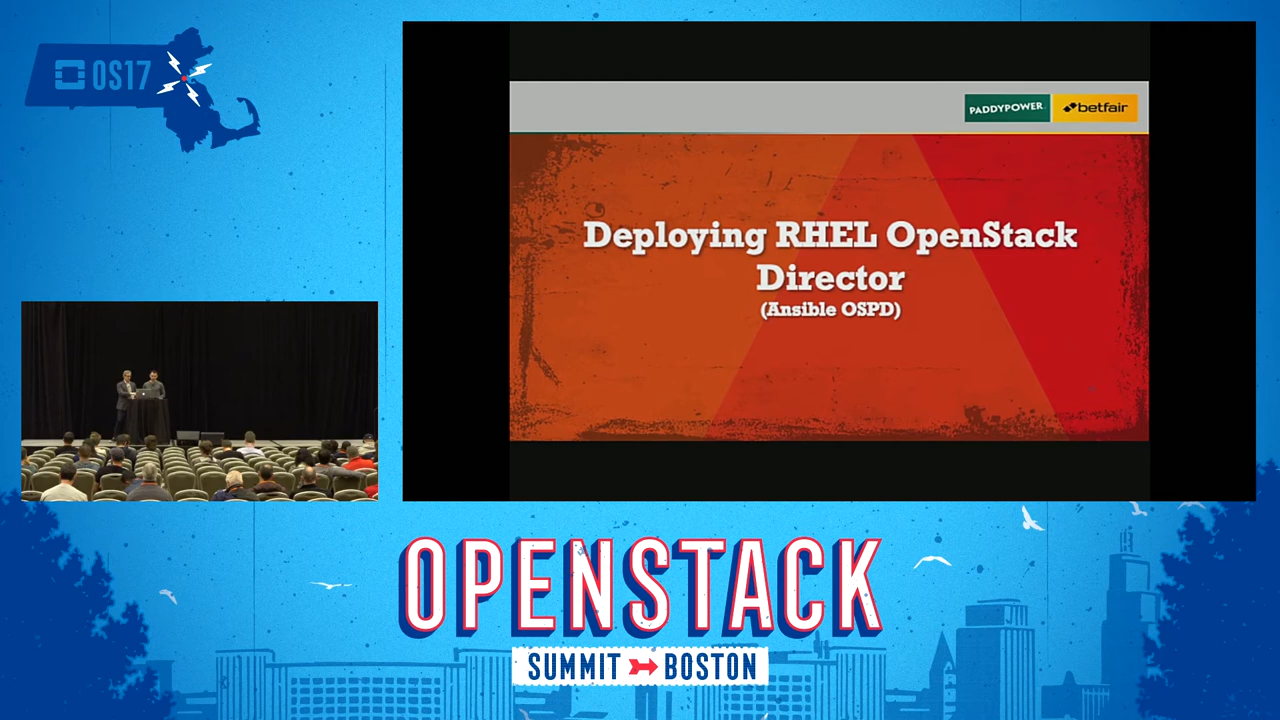 OS17
PADDYPOWER.
betfair
Deploying RHEL OpenStack
Director
(Ansible OSPD)
OPENSTACK
SUMMIT BOSTON